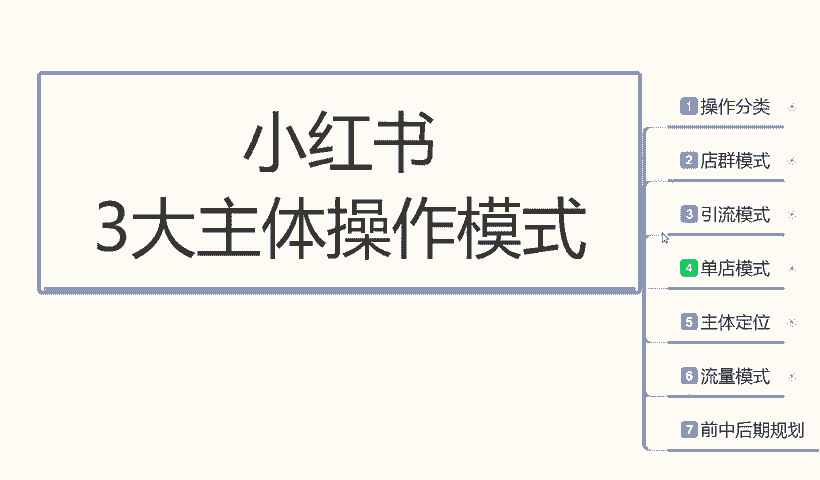 小红书
3大主体操作模式
1 操作分类
2 店群模式
3 引流模式
4 单店模式
5 主体定位
6 流量模式
7 前中后期规划